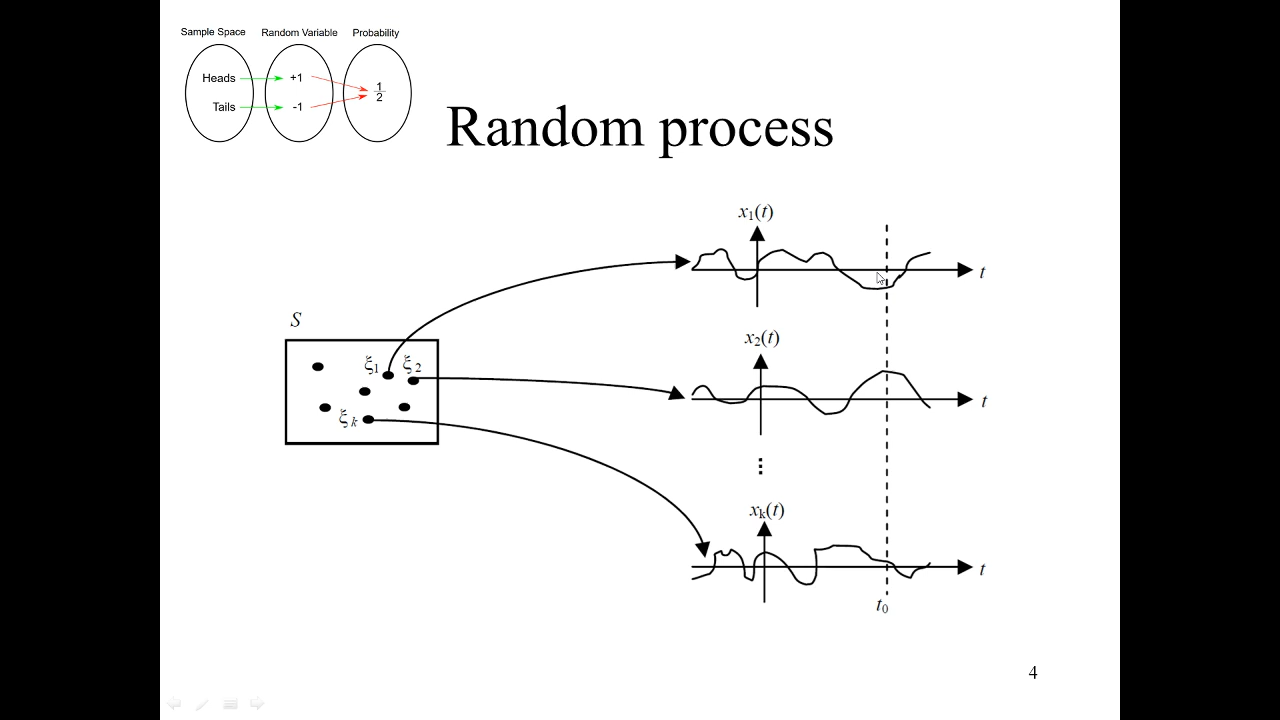 Sample Space Random Variable Probability
Heads +1 1/2
Tails -1
Random process
x₁(t)
t
S
x₂(t)
ξ₁ ξ₂
t
ξₖ
⋮
xₖ(t)
t
t₀
4